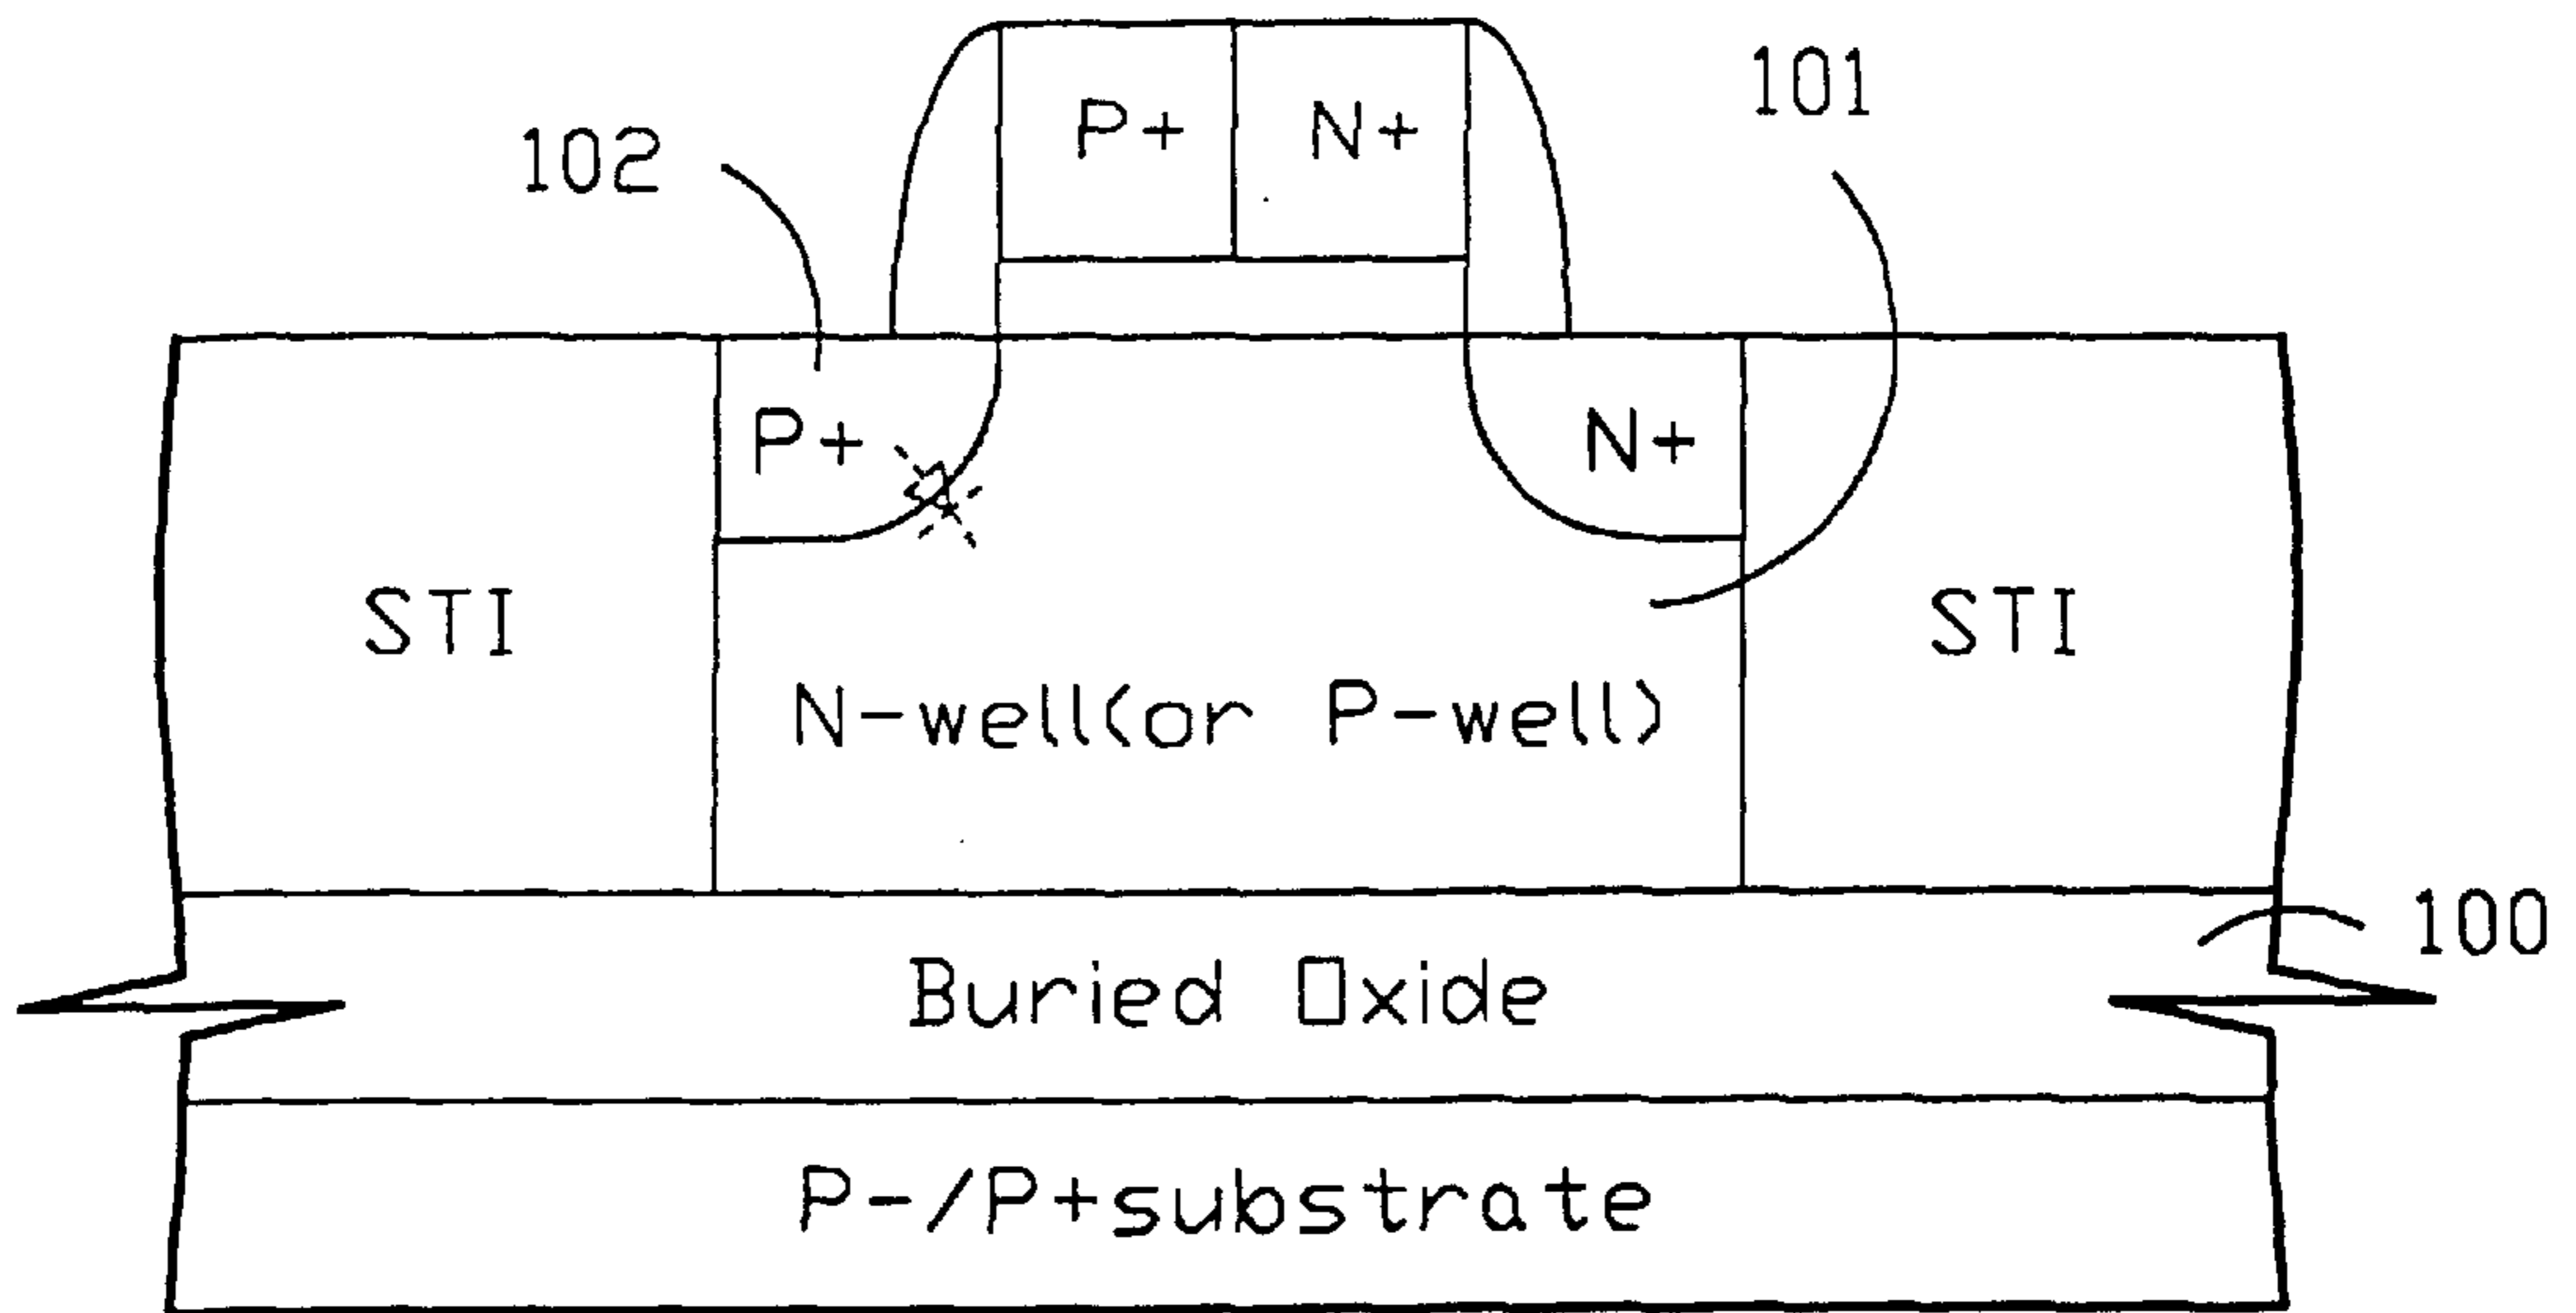 101
P+ N+
102
P+ N+
STI STI
N-well(or P-well)
100
Buried Oxide
P-/P+substrate